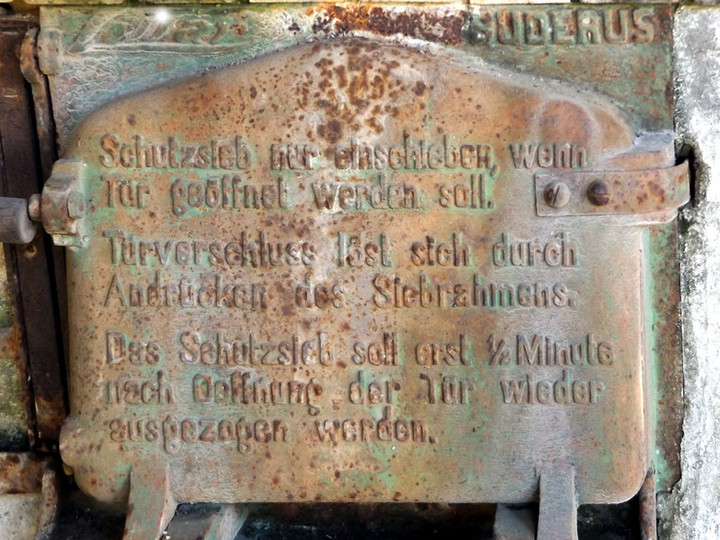 BUDERUS
Schutzsieb nur einschieben, wenn
Tür geöffnet werden soll.
Türverschluss löst sich durch
Andrücken des Siebrahmens.
Das Schutzsieb soll erst ½ Minute
nach Oeffnung der Tür wieder
ausgezogen werden.